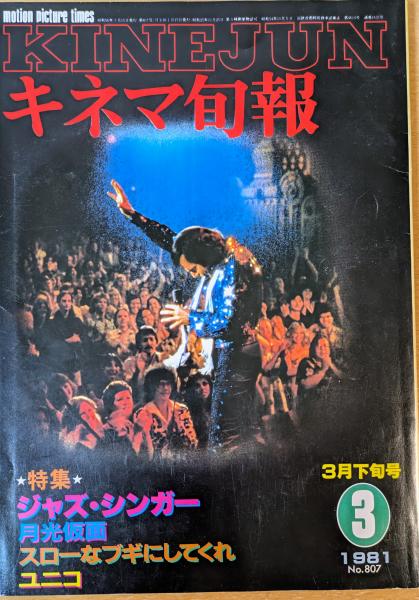 motion picture times
KINEJUN
キネマ旬報
★特集★
ジャズ・シンガー
月光仮面
スローなブギにしてくれ
ユニコ
3月下旬号
3
1981
No.807